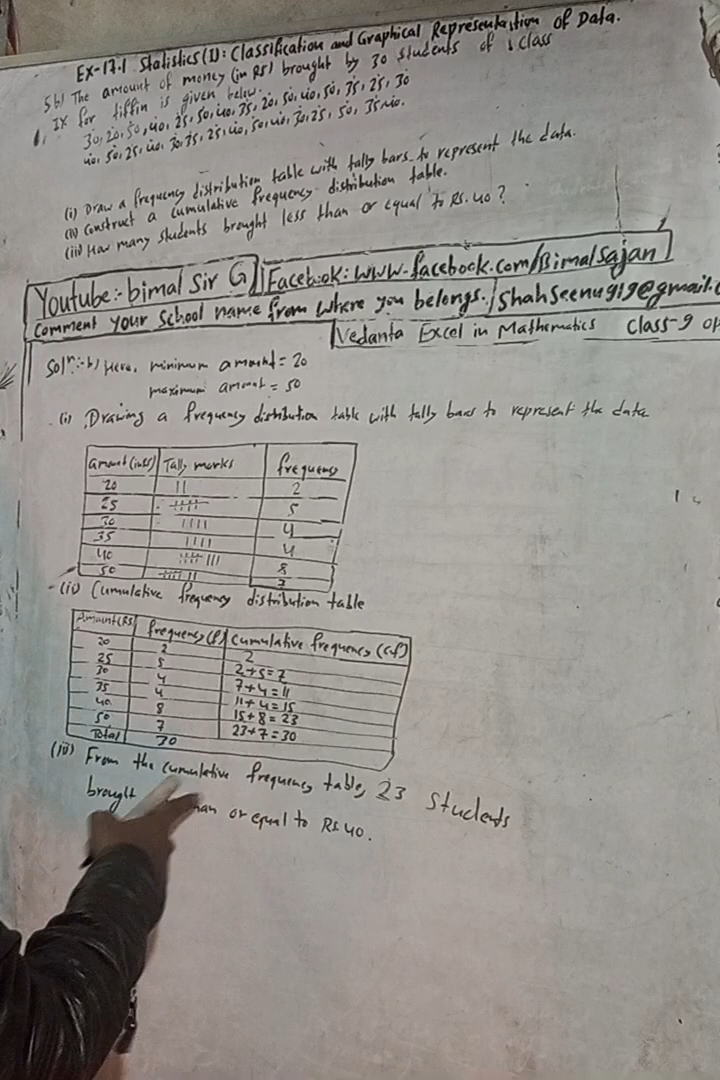 Ex-17.1 Statistics (I): Classification and Graphical Representation of Data.
5 b) The amount of money (in RS) brought by 30 students of class
IX for tiffin is given below.
30, 20, 50, 40, 25, 50, 40, 35, 20, 50, 40, 50, 35, 25, 30
40, 50, 25, 40, 30, 35, 25, 40, 50, 40, 30, 25, 50, 35, 40.
(i) Draw a frequency distribution table with tally bars to represent the data.
(ii) Construct a cumulative frequency distribution table.
(iii) How many students brought less than or equal to Rs. 40?
Youtube:- bimal Sir G Facebook: www.facebook.com/BimalSajan
Comment your School name from where you belongs. / Shahseenu919@gmail.c
Vedanta Excel in Mathematics Class-9 op
Solⁿ:- b) Here, minimum amount = 20
maximum amount = 50
(i) Drawing a frequency distribution table with tally bars to represent the data
Amount (in RS) Tally marks frequency
20 || 2
25 5
30 |||| 4
35 |||| 4
40 8
50 7
(ii) Cumulative frequency distribution table
Amount (RS) frequency (f) Cumulative frequency (c.f)
20 2 2
25 5 2+5=7
30 4 7+4=11
35 4 11+4=15
40 8 15+8=23
50 7 23+7=30
Total 30
(iii) From the cumulative frequency table, 23 Students
brought han or equal to Rs 40.